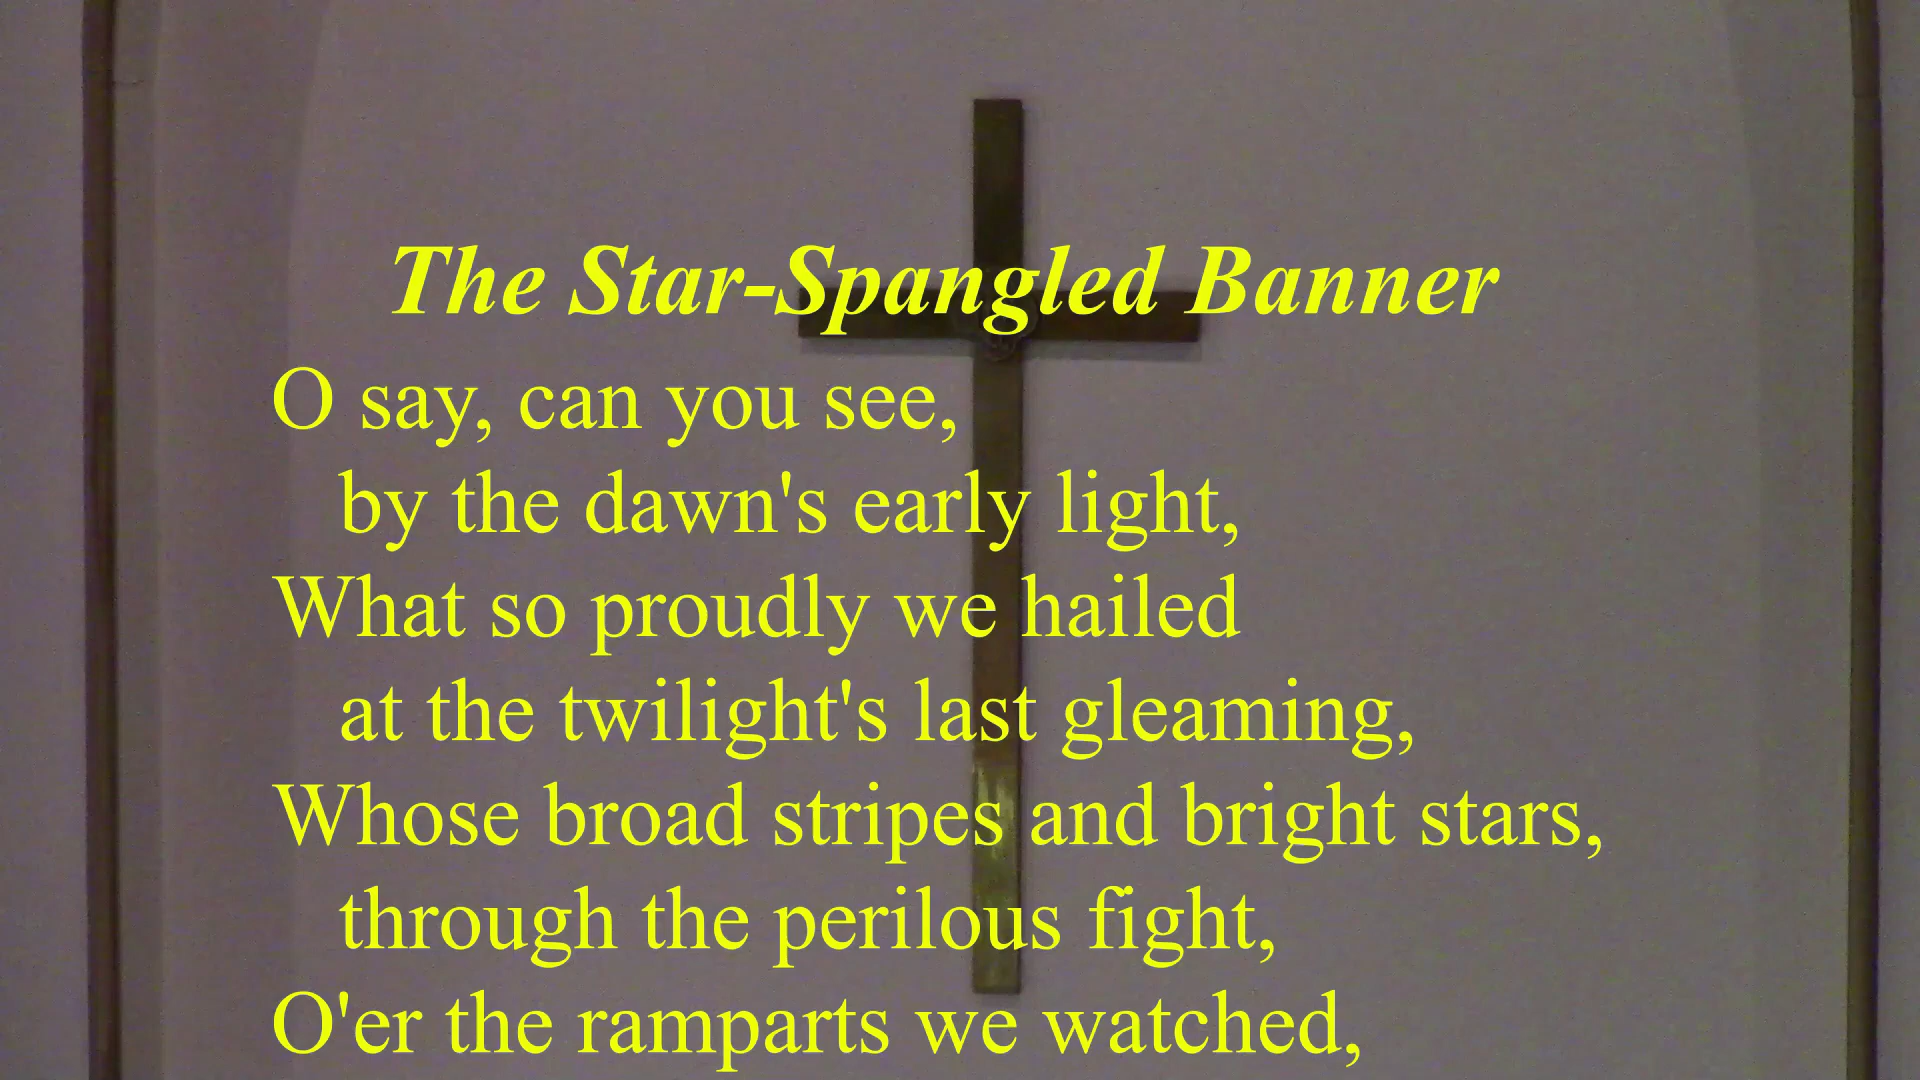 The Star-Spangled Banner
O say, can you see,
by the dawn's early light,
What so proudly we hailed
at the twilight's last gleaming,
Whose broad stripes and bright stars,
through the perilous fight,
O'er the ramparts we watched,